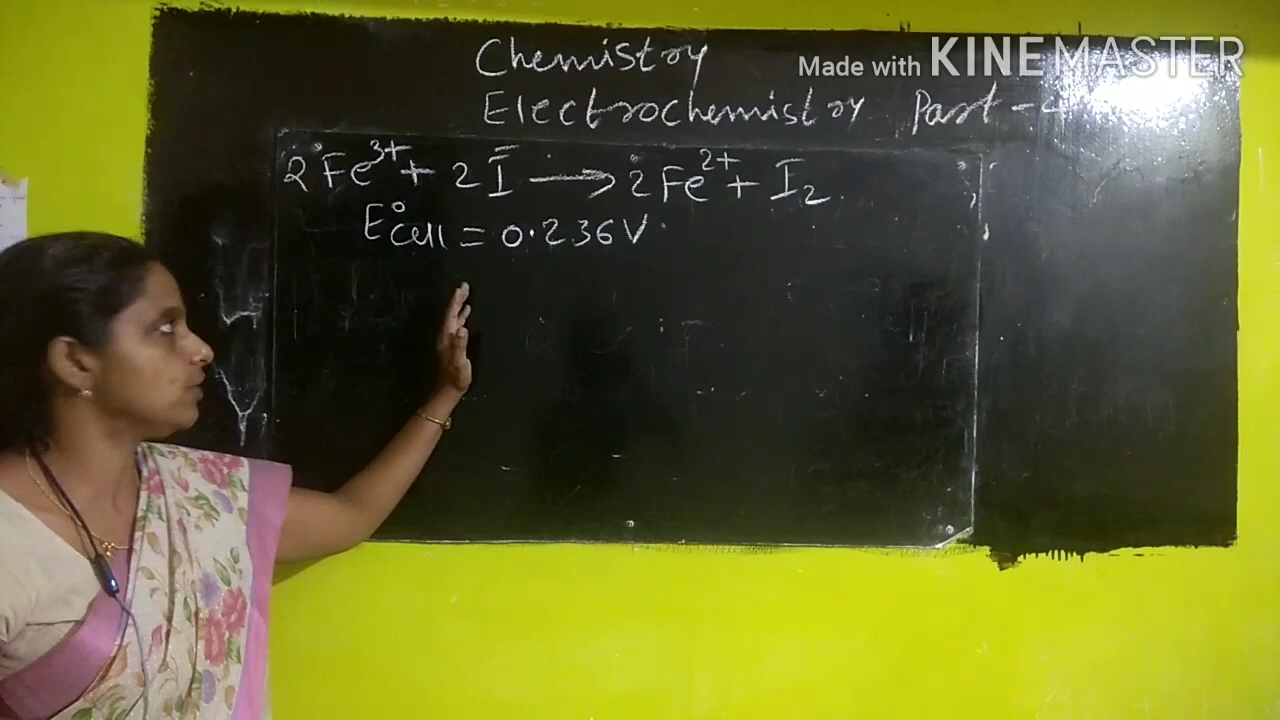 Chemistry
Made with KINEMASTER
Electrochemistry Part - 4
2Fe³⁺ + 2I⁻ → 2Fe²⁺ + I₂
E°cell = 0.236V